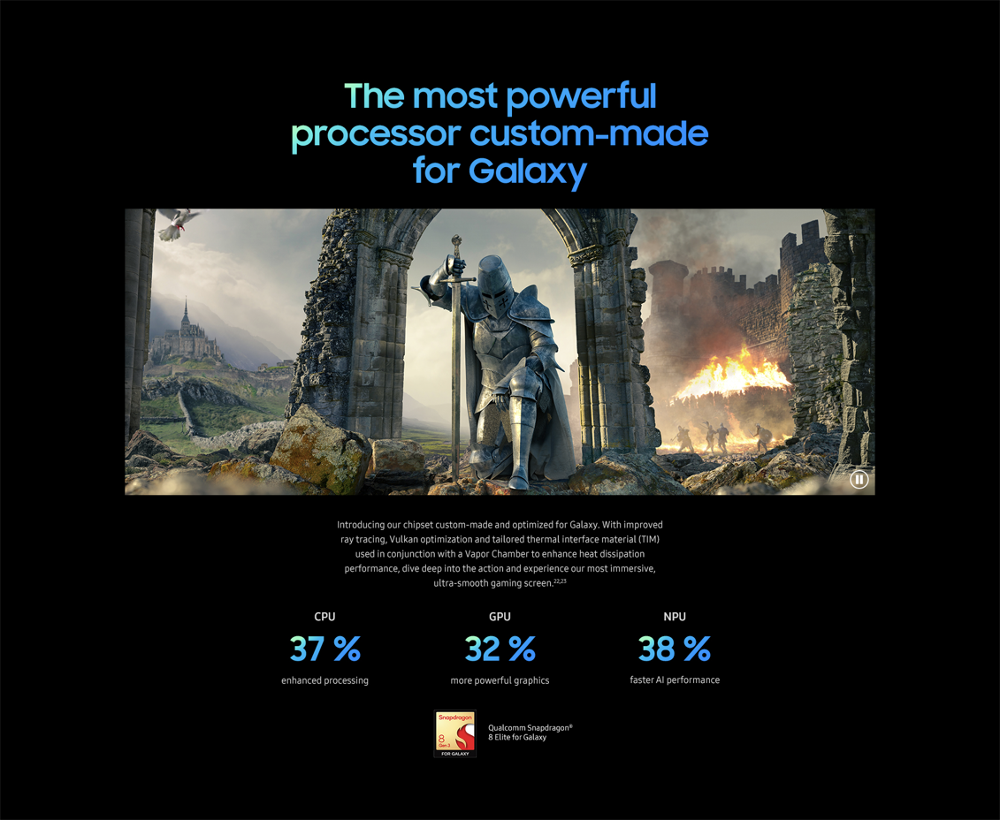 The most powerful
processor custom-made
for Galaxy
Introducing our chipset custom-made and optimized for Galaxy. With improved
ray tracing, Vulkan optimization and tailored thermal interface material (TIM)
used in conjunction with a Vapor Chamber to enhance heat dissipation
performance, dive deep into the action and experience our most immersive,
ultra-smooth gaming screen.22,23
CPU
37 %
enhanced processing
GPU
32 %
more powerful graphics
NPU
38 %
faster AI performance
Snapdragon
8
Gen 3
FOR GALAXY
Qualcomm Snapdragon®
8 Elite for Galaxy